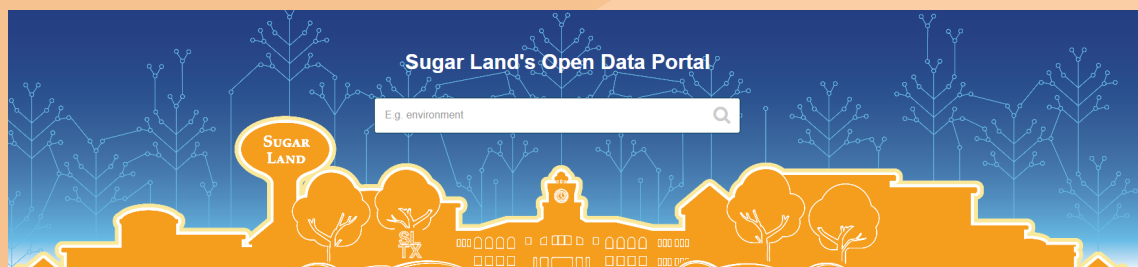 Sugar Land's Open Data Portal
E.g. environment
SUGAR
LAND
SL
TX